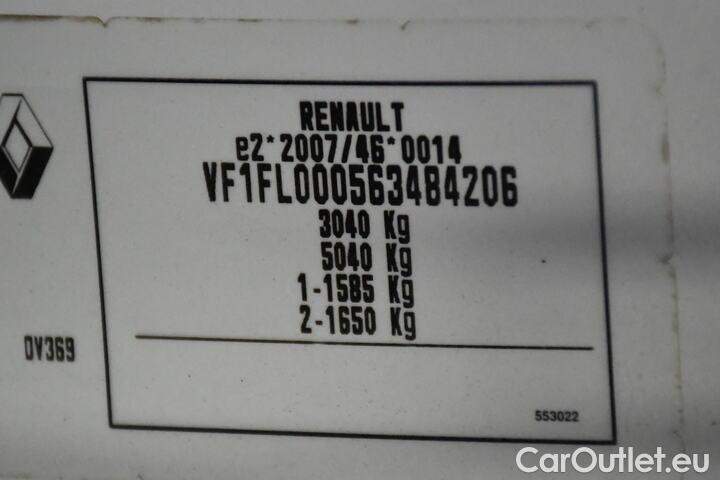 RENAULT
e2*2007/46*0014
VF1FL000563484206
3040 Kg
5040 Kg
1-1585 Kg
2-1650 Kg
DV369
553022
CarOutlet.eu